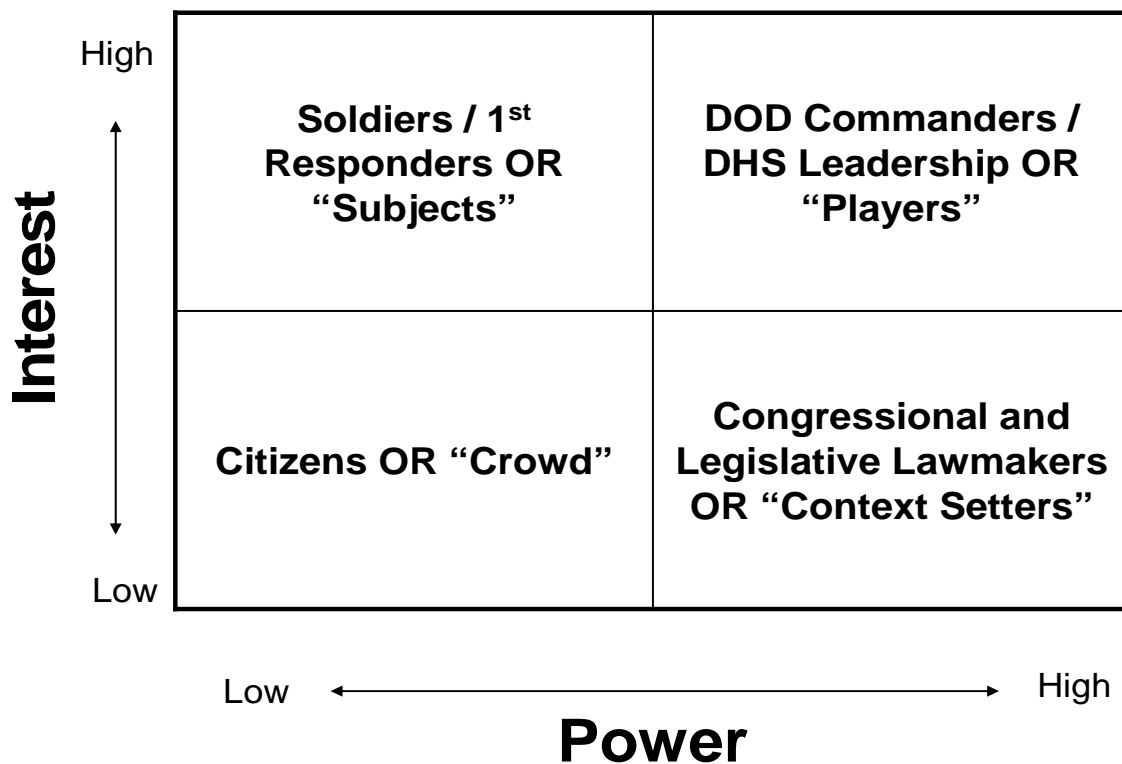 High
Soldiers / 1st
Responders OR
“Subjects”
DOD Commanders /
DHS Leadership OR
“Players”
Interest
Citizens OR “Crowd”
Congressional and
Legislative Lawmakers
OR “Context Setters”
Low
Low
High
Power